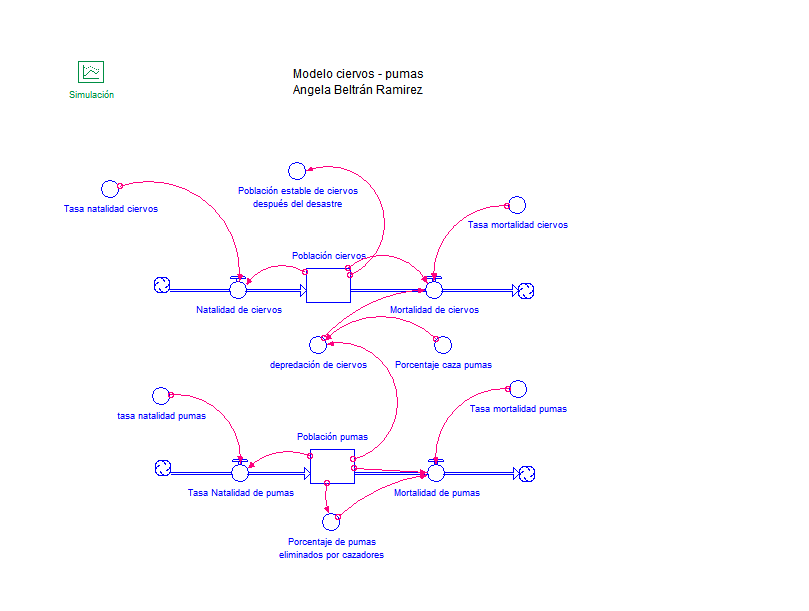 Modelo ciervos - pumas
Angela Beltrán Ramirez
Simulación
Población estable de ciervos
después del desastre
Tasa natalidad ciervos
Tasa mortalidad ciervos
Población ciervos
Natalidad de ciervos
Mortalidad de ciervos
depredación de ciervos
Porcentaje caza pumas
tasa natalidad pumas
Tasa mortalidad pumas
Población pumas
Tasa Natalidad de pumas
Mortalidad de pumas
Porcentaje de pumas
eliminados por cazadores